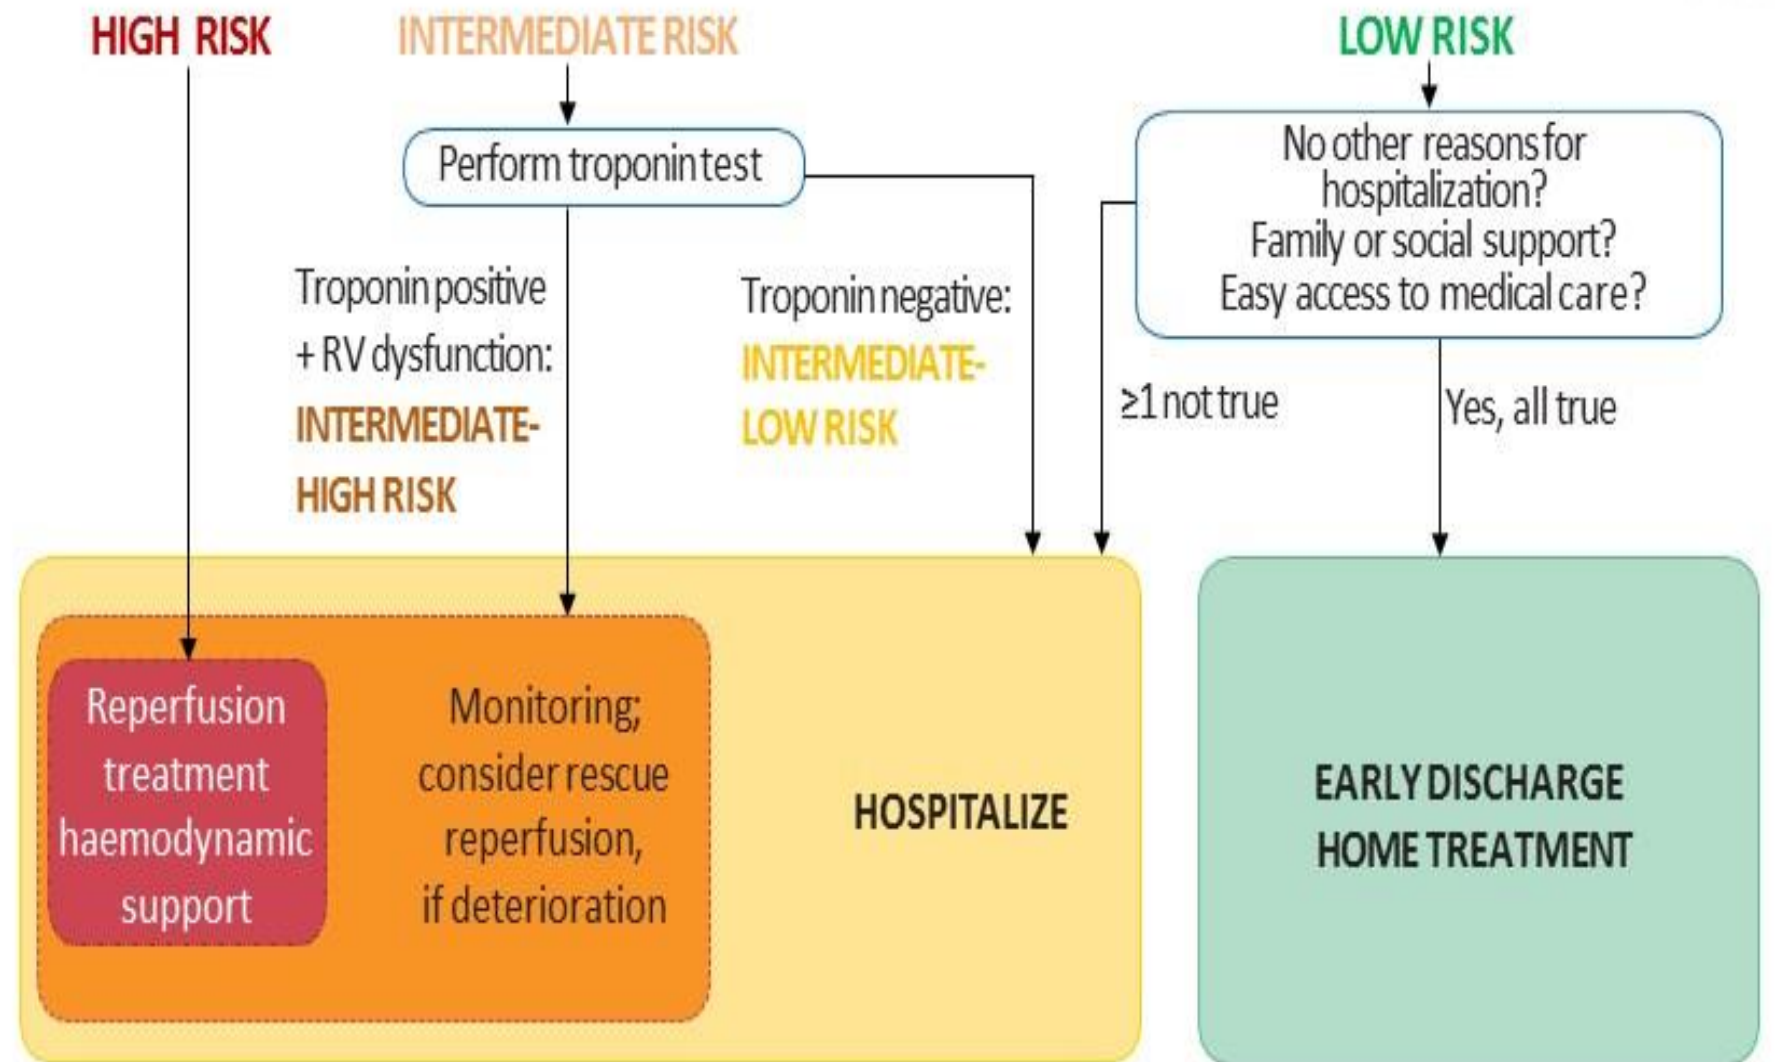 HIGH RISK
INTERMEDIATE RISK
LOW RISK
Perform troponin test
No other reasons for
hospitalization?
Family or social support?
Easy access to medical care?
Troponin positive
+ RV dysfunction:
INTERMEDIATE-
HIGH RISK
Troponin negative:
INTERMEDIATE-
LOW RISK
≥1 not true
Yes, all true
Reperfusion
treatment
haemodynamic
support
Monitoring;
consider rescue
reperfusion,
if deterioration
HOSPITALIZE
EARLY DISCHARGE
HOME TREATMENT